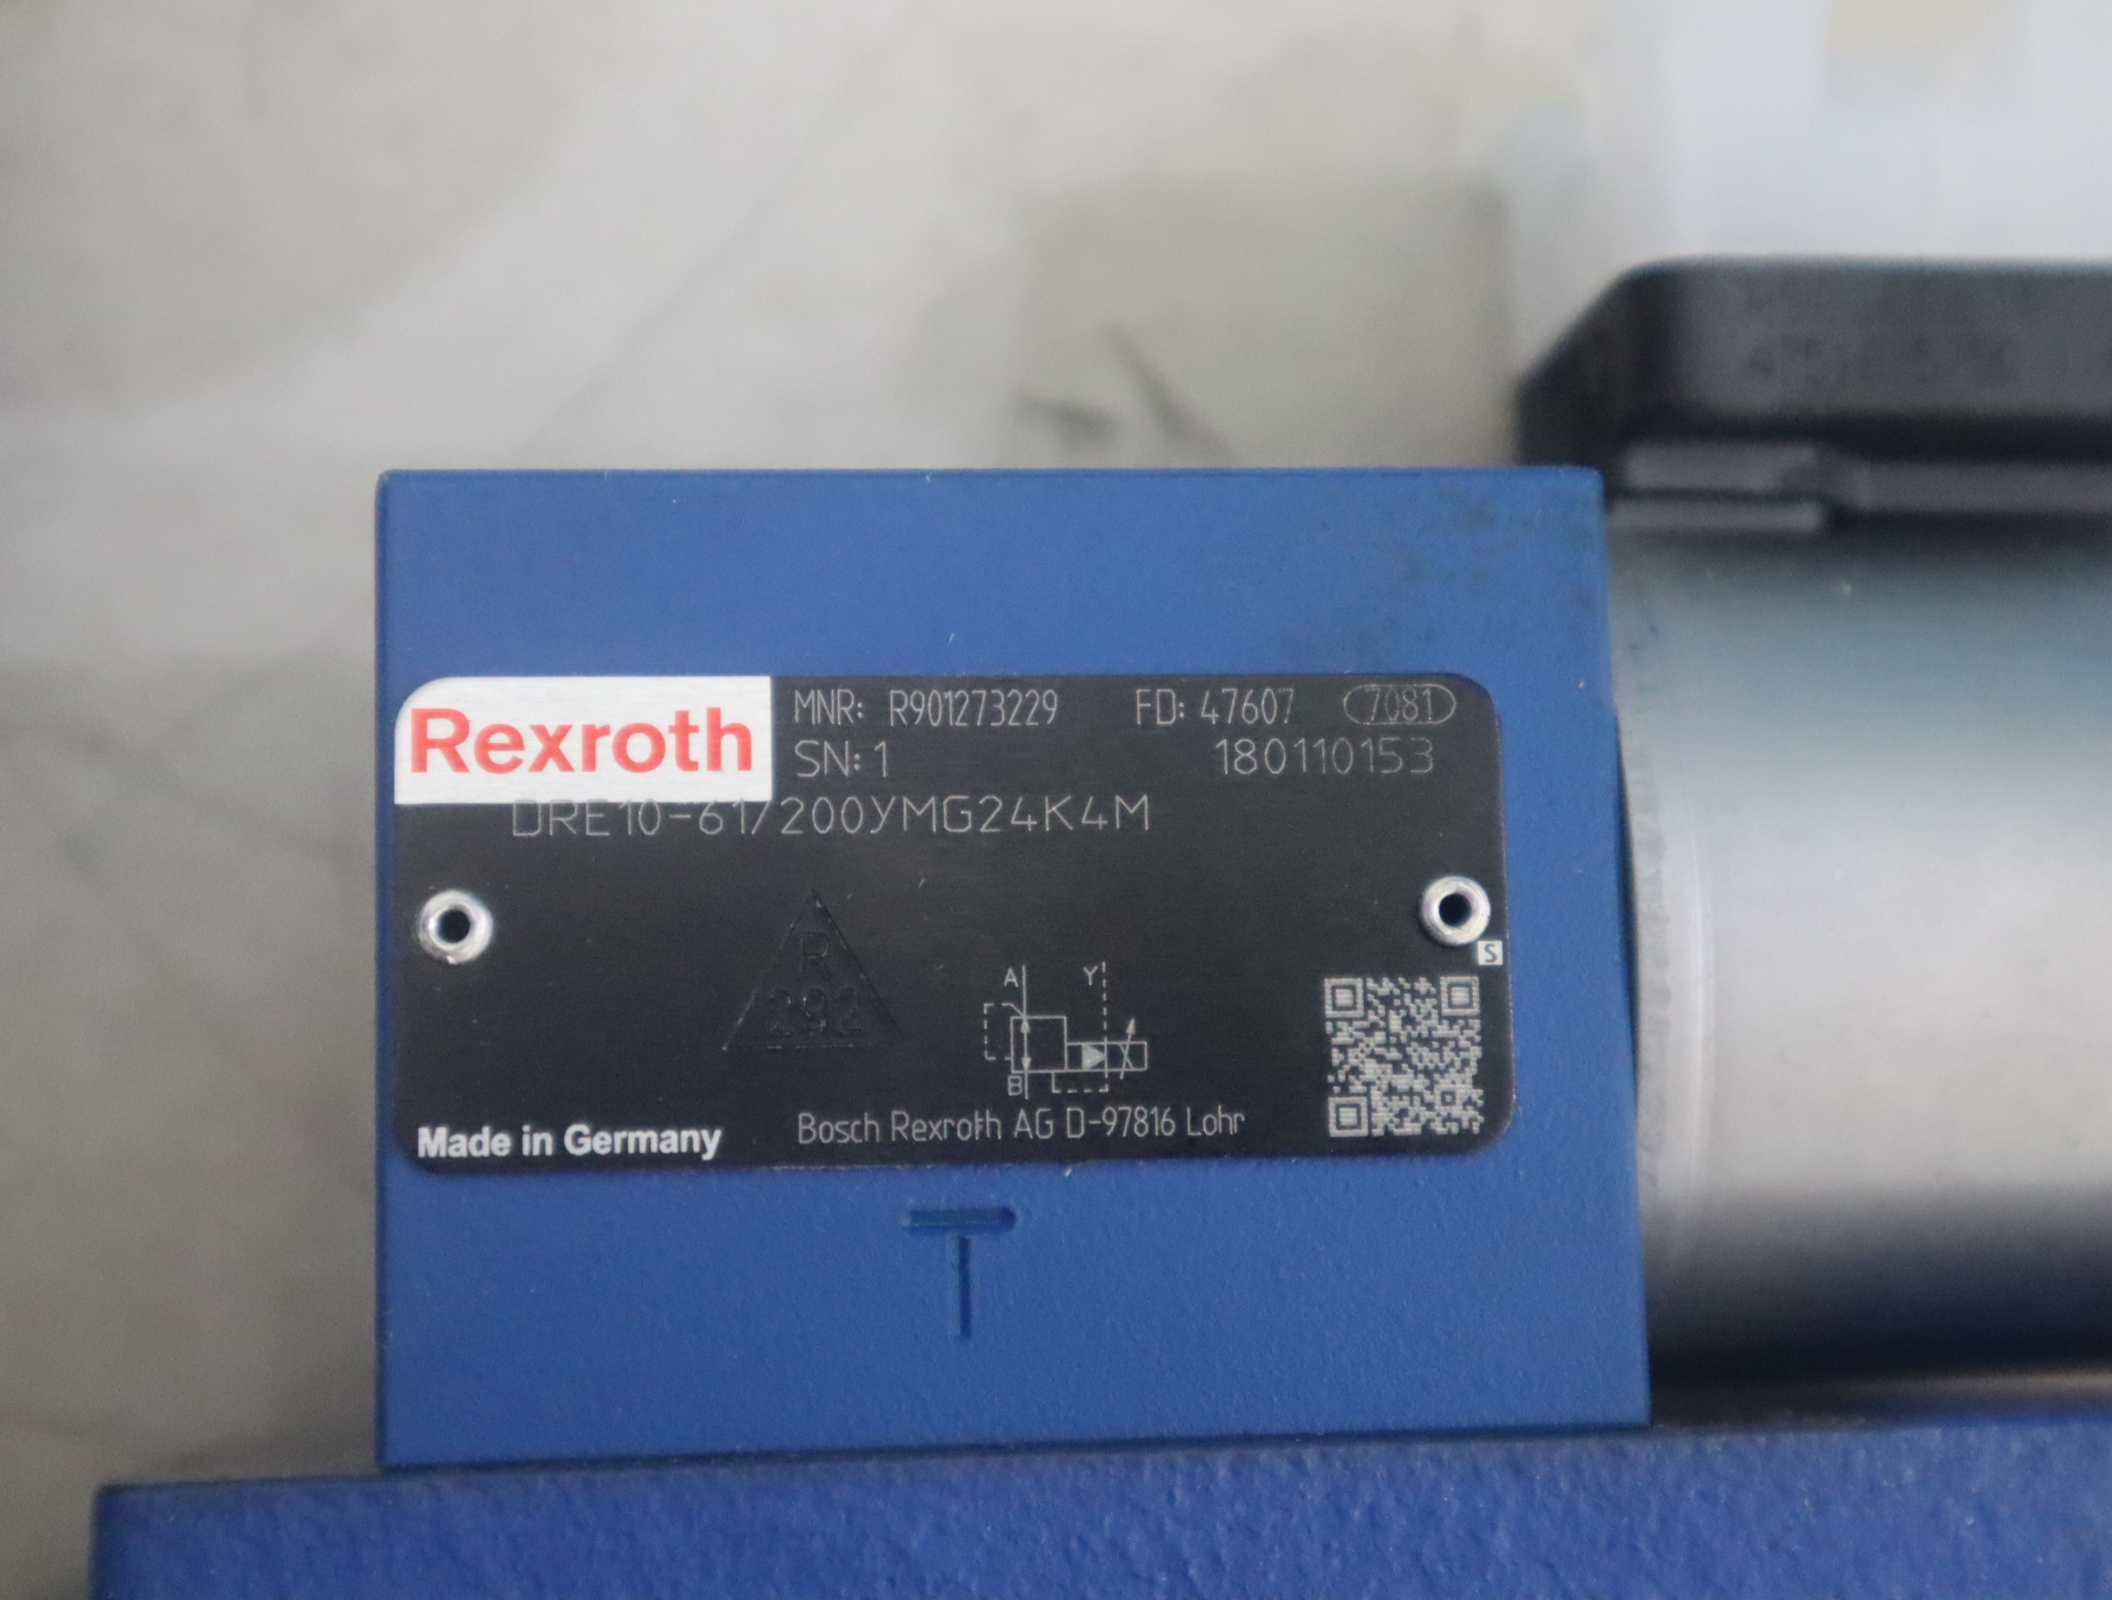 Rexroth
MNR: R901273229 FD: 47607 7081
SN: 1 180110153
DRE10-61/200YMG24K4M
R
292
A Y
B
S
Made in Germany
Bosch Rexroth AG D-97816 Lohr
T